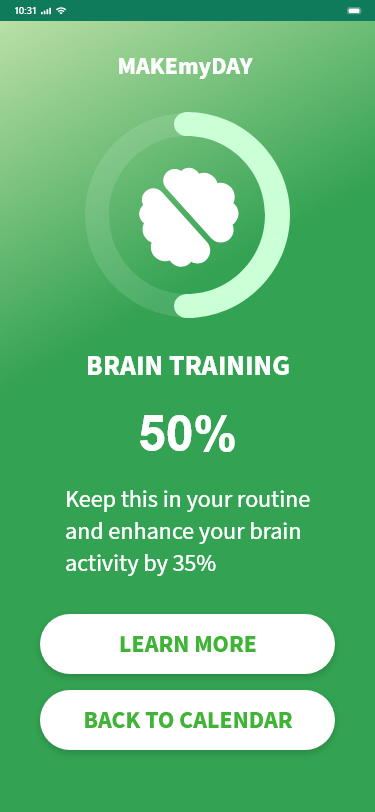 10:31
MAKEmyDAY
BRAIN TRAINING
50%
Keep this in your routine
and enhance your brain
activity by 35%
LEARN MORE
BACK TO CALENDAR